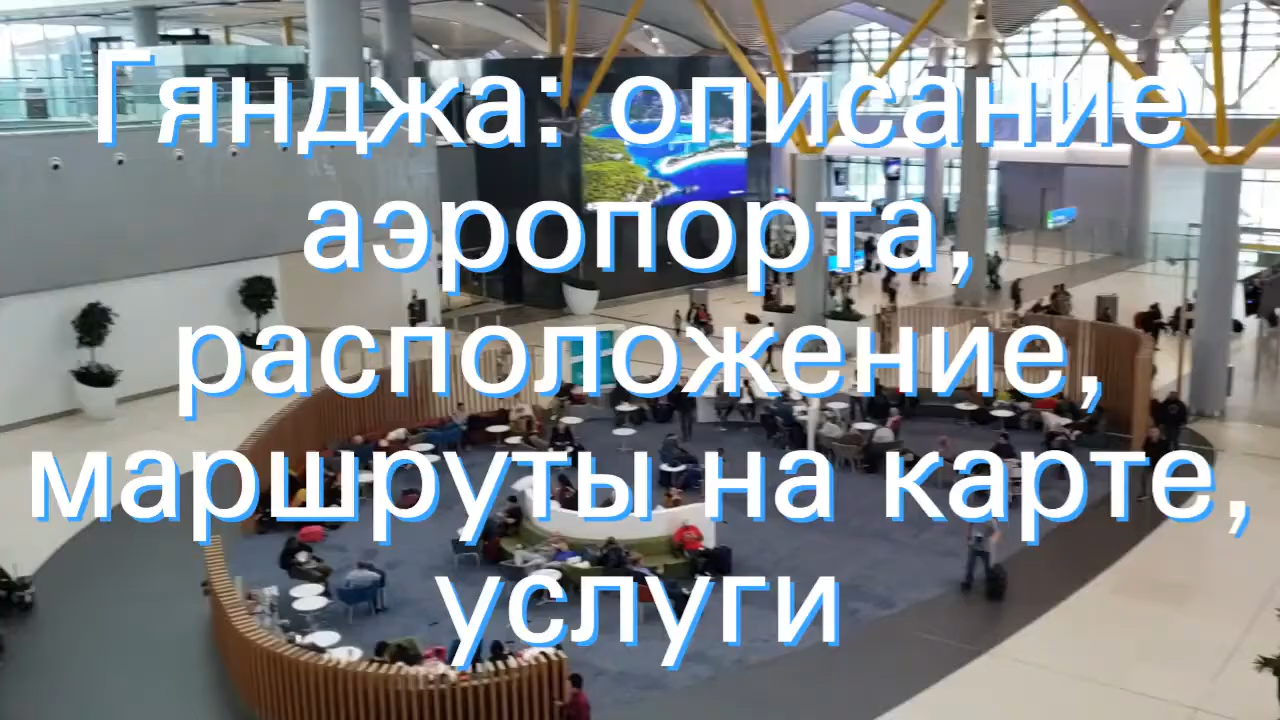 Гянджа: описание
аэропорта,
расположение,
маршруты на карте,
услуги